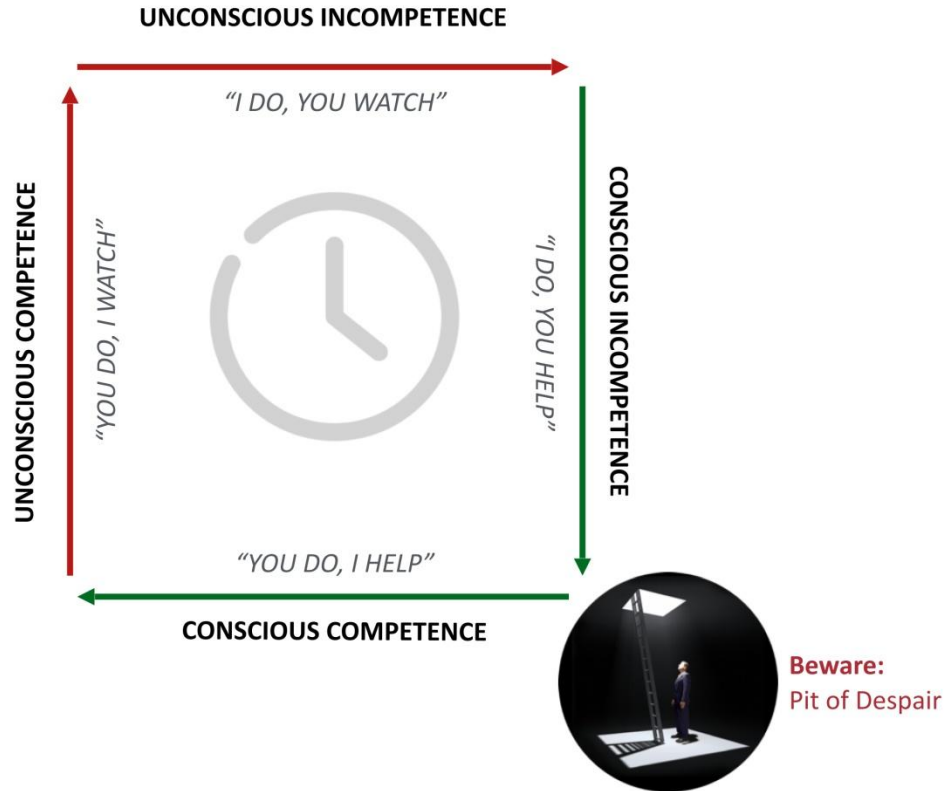 UNCONSCIOUS INCOMPETENCE
“I DO, YOU WATCH”
CONSCIOUS INCOMPETENCE
“I DO, YOU HELP”
UNCONSCIOUS COMPETENCE
“YOU DO, I WATCH”
“YOU DO, I HELP”
CONSCIOUS COMPETENCE
Beware:
Pit of Despair